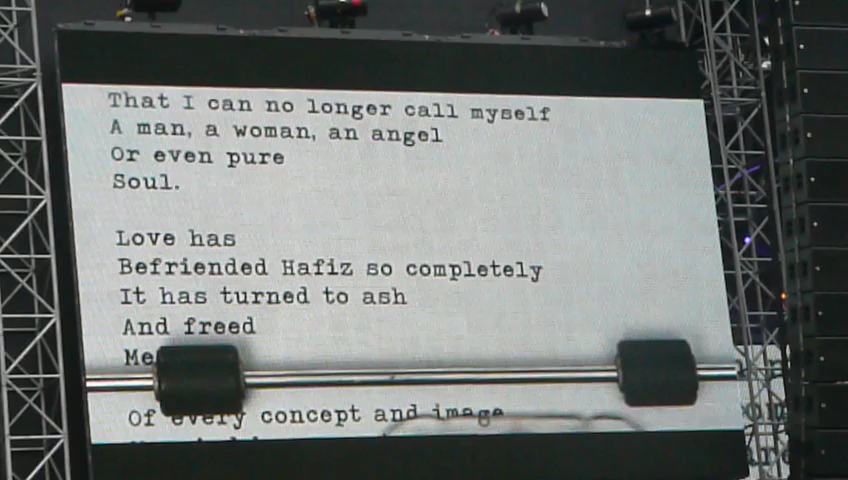 That I can no longer call myself
A man, a woman, an angel
Or even pure
Soul.
Love has
Befriended Hafiz so completely
It has turned to ash
And freed
Me
Of every concept and image